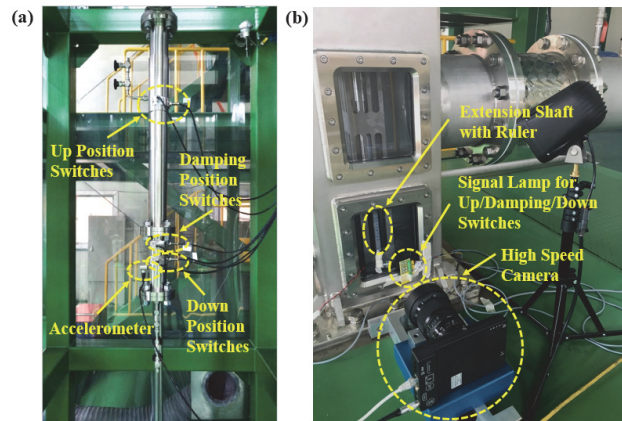 (a)
Up Position
Switches
Damping
Position
Switches
Accelerometer
Down
Position
Switches
(b)
Extension Shaft
with Ruler
Signal Lamp for
Up/Damping/Down
Switches
High Speed
Camera